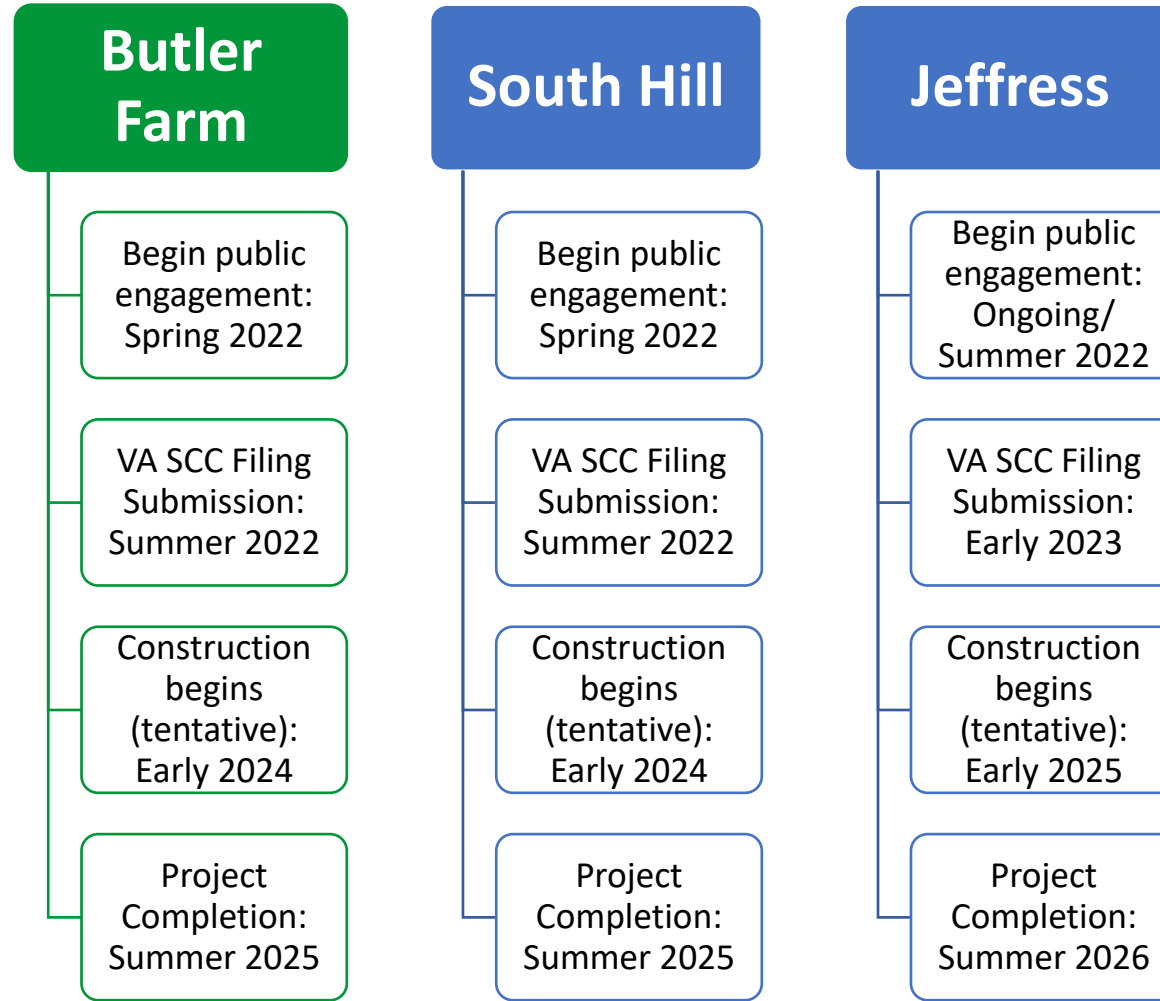 Butler
Farm
Begin public
engagement:
Spring 2022
VA SCC Filing
Submission:
Summer 2022
Construction
begins
(tentative):
Early 2024
Project
Completion:
Summer 2025
South Hill
Begin public
engagement:
Spring 2022
VA SCC Filing
Submission:
Summer 2022
Construction
begins
(tentative):
Early 2024
Project
Completion:
Summer 2025
Jeffress
Begin public
engagement:
Ongoing/
Summer 2022
VA SCC Filing
Submission:
Early 2023
Construction
begins
(tentative):
Early 2025
Project
Completion:
Summer 2026